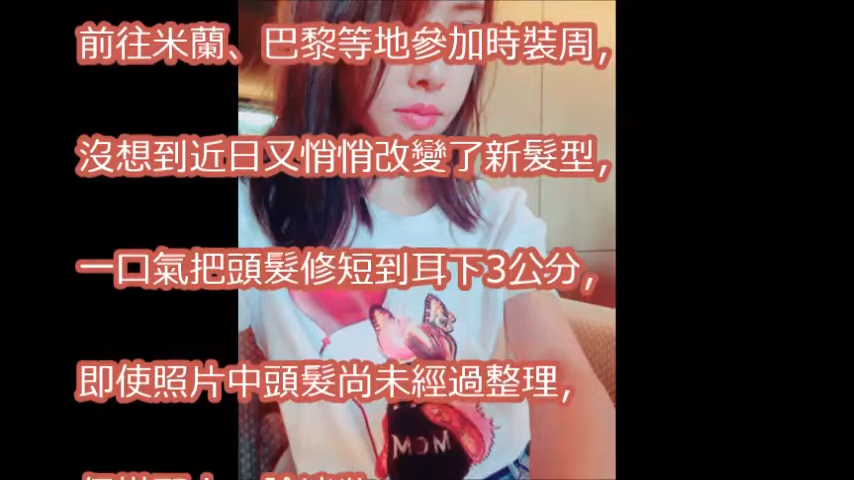 前往米蘭、巴黎等地參加時裝周，
沒想到近日又悄悄改變了新髮型，
一口氣把頭髮修短到耳下3公分，
即使照片中頭髮尚未經過整理，
MOM